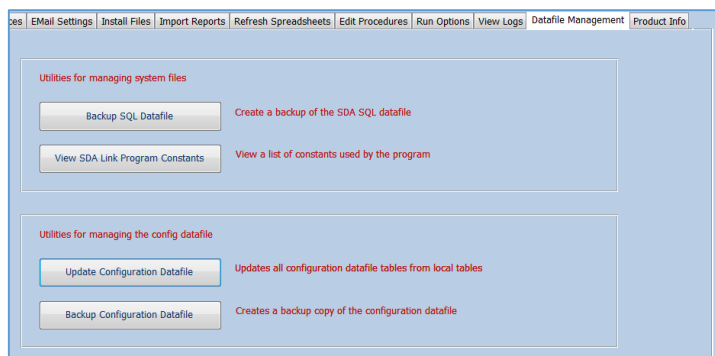 ces EMail Settings Install Files Import Reports Refresh Spreadsheets Edit Procedures Run Options View Logs Datafile Management Product Info
Utilities for managing system files
Backup SQL Datafile Create a backup of the SDA SQL datafile
View SDA Link Program Constants View a list of constants used by the program
Utilities for managing the config datafile
Update Configuration Datafile Updates all configuration datafile tables from local tables
Backup Configuration Datafile Creates a backup copy of the configuration datafile